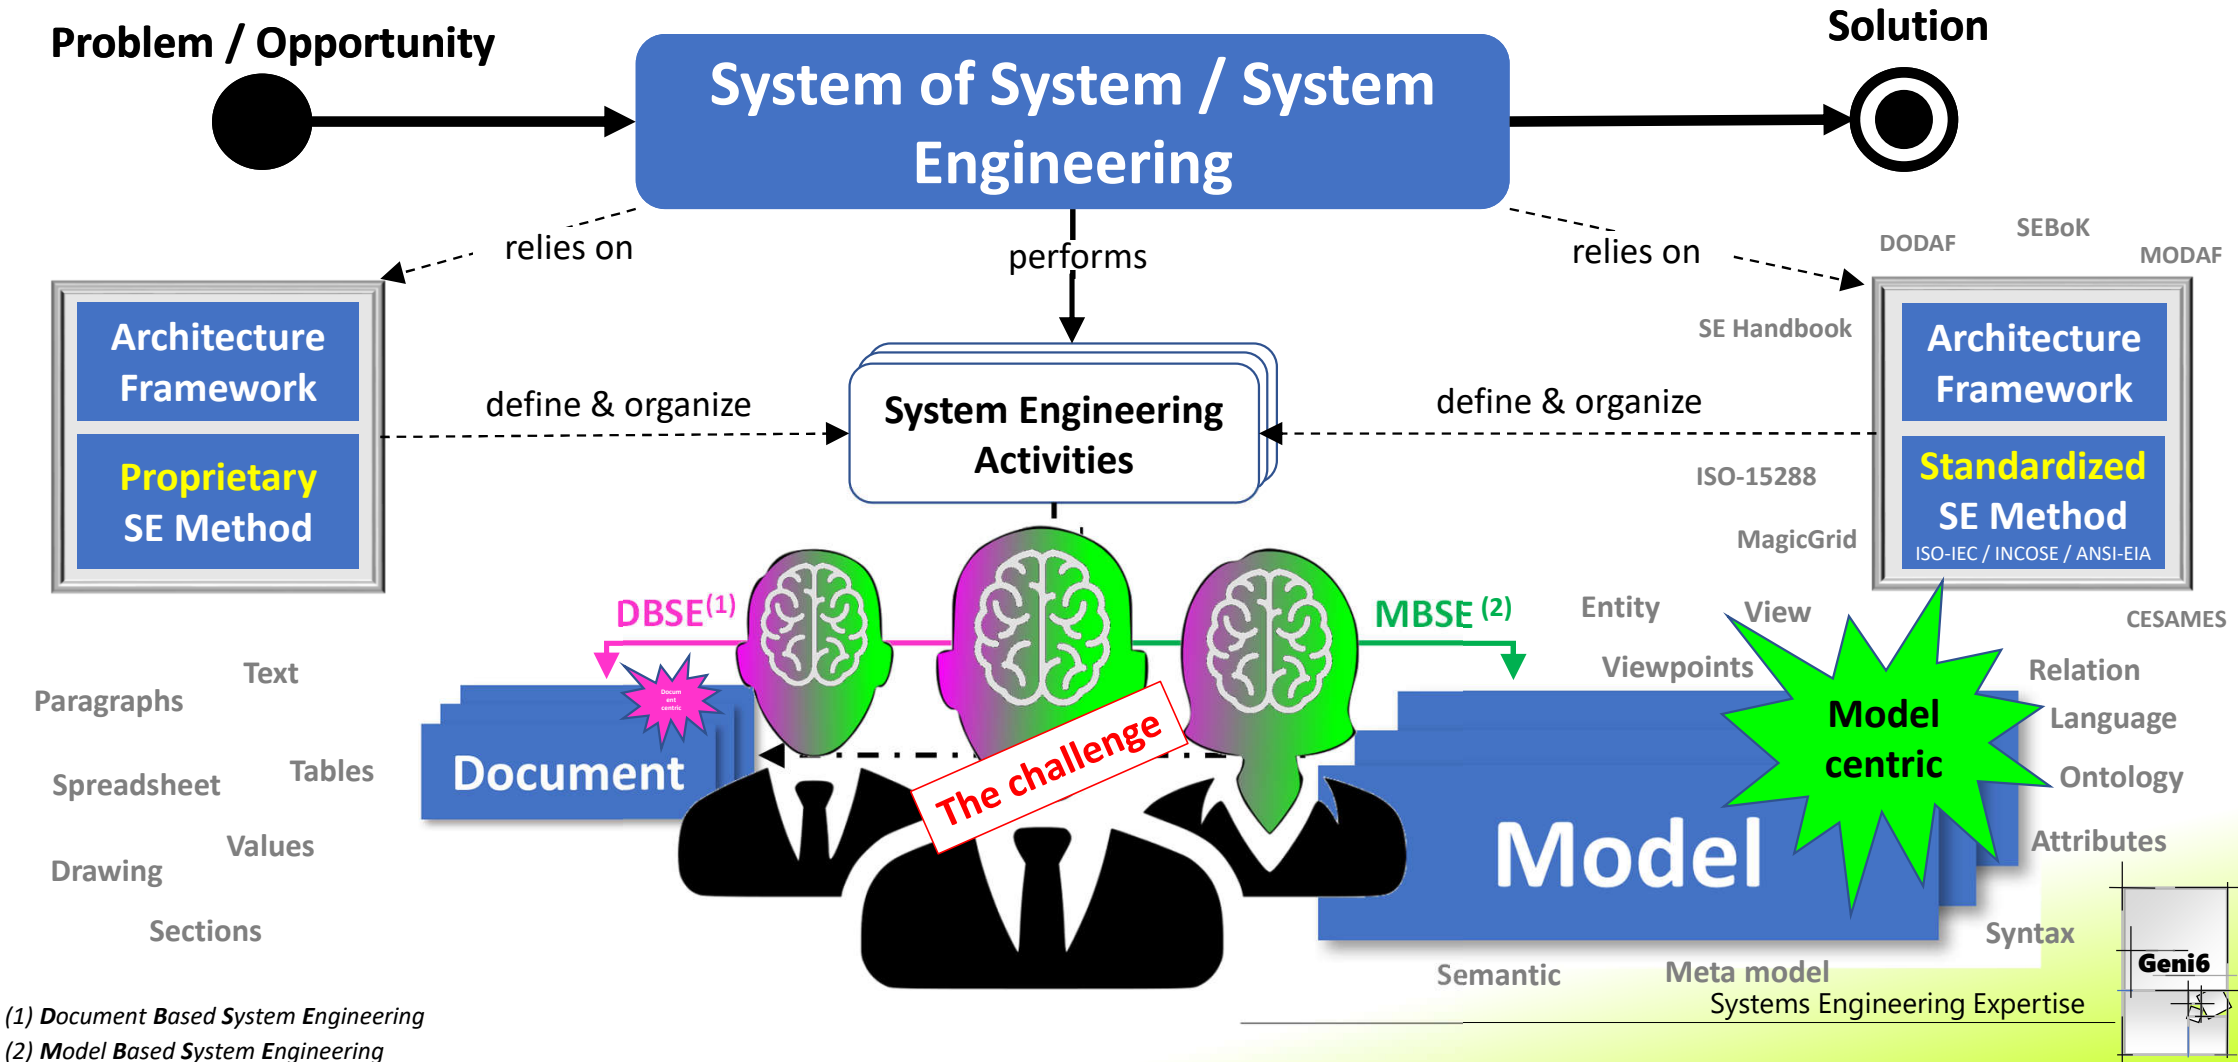 Problem / Opportunity
Solution
System of System / System
Engineering
relies on
performs
relies on
DODAF
SEBoK
MODAF
SE Handbook
Architecture
Framework
Proprietary
SE Method
define & organize
System Engineering
Activities
define & organize
Architecture
Framework
Standardized
SE Method
ISO-IEC / INCOSE / ANSI-EIA
ISO-15288
MagicGrid
CESAMES
DBSE(1)
MBSE (2)
Entity
View
Viewpoints
Relation
Language
Ontology
Attributes
Syntax
Meta model
Semantic
Text
Paragraphs
Tables
Spreadsheet
Values
Drawing
Sections
Docum
ent
centric
Document
The challenge
Model
centric
Model
Systems Engineering Expertise
Geni6
(1) Document Based System Engineering
(2) Model Based System Engineering